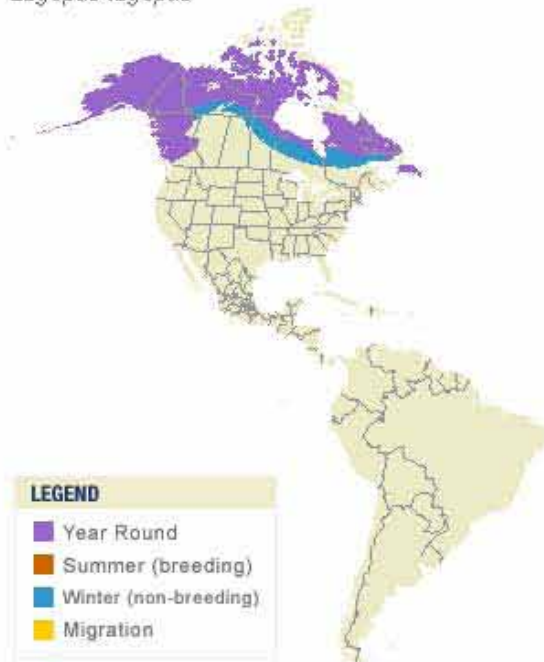 LEGEND
Year Round
Summer (breeding)
Winter (non-breeding)
Migration